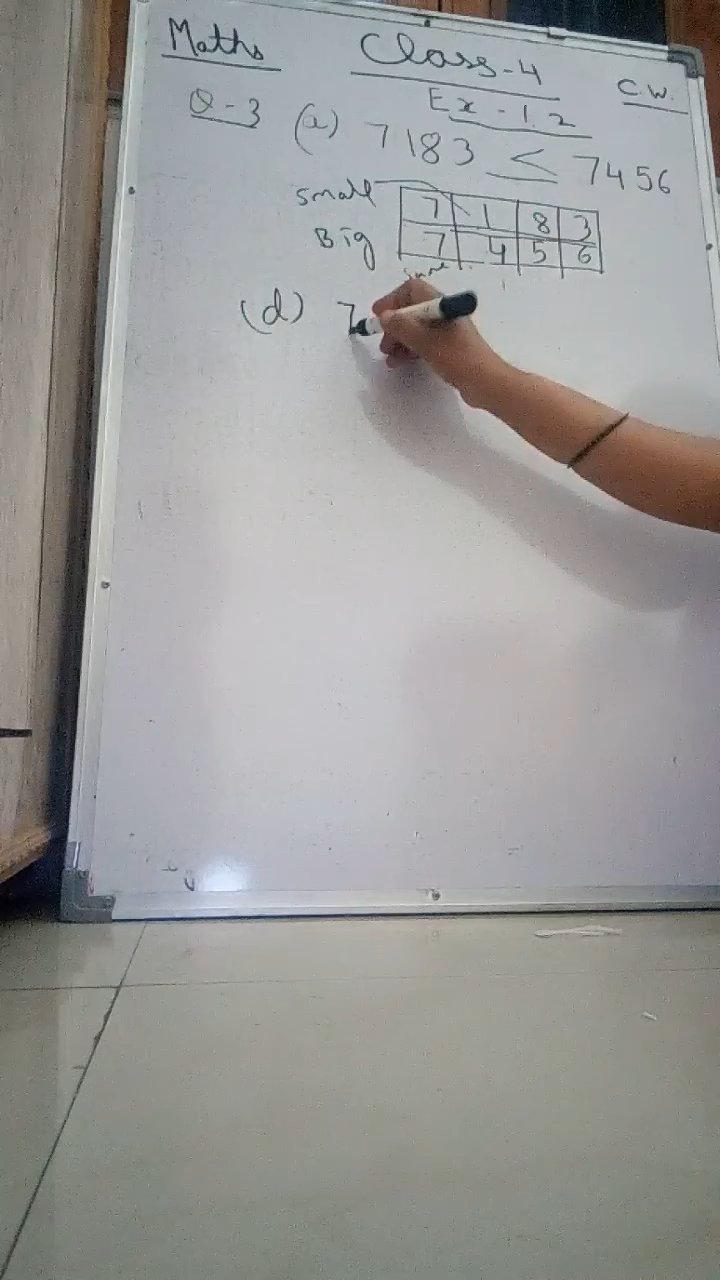 Maths Class-4 C.W.
Ex-1.2
Q-3 (a) 7183 < 7456
small 7 1 8 3
Big 7 4 5 6
same
(d) 7